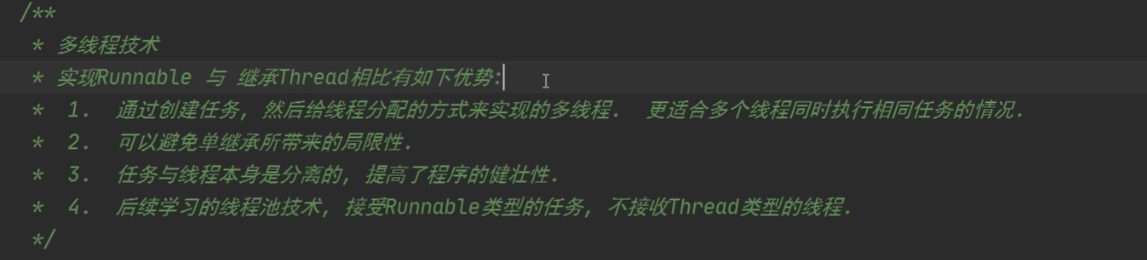 /**
* 多线程技术
* 实现Runnable 与 继承Thread相比有如下优势:
* 1. 通过创建任务, 然后给线程分配的方式来实现的多线程. 更适合多个线程同时执行相同任务的情况.
* 2. 可以避免单继承所带来的局限性.
* 3. 任务与线程本身是分离的, 提高了程序的健壮性.
* 4. 后续学习的线程池技术, 接受Runnable类型的任务, 不接收Thread类型的线程.
*/